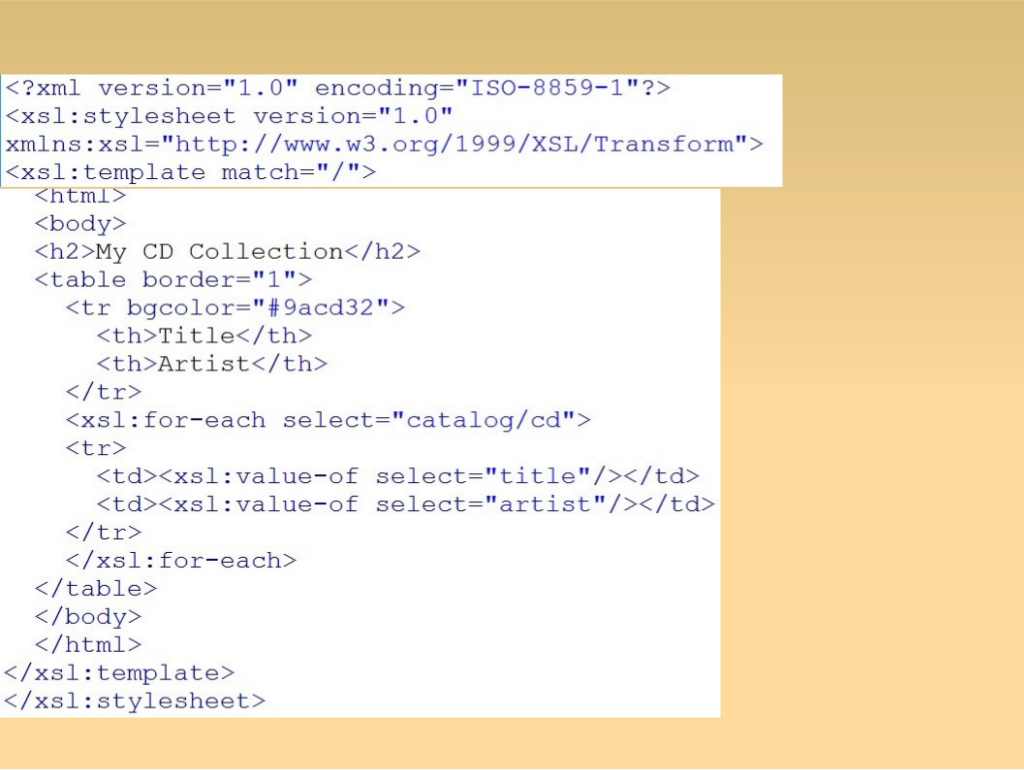 <?xml version="1.0" encoding="ISO-8859-1"?>
<xsl:stylesheet version="1.0"
xmlns:xsl="http://www.w3.org/1999/XSL/Transform">
<xsl:template match="/">
  <html>
  <body>
  <h2>My CD Collection</h2>
  <table border="1">
    <tr bgcolor="#9acd32">
      <th>Title</th>
      <th>Artist</th>
    </tr>
    <xsl:for-each select="catalog/cd">
    <tr>
      <td><xsl:value-of select="title"/></td>
      <td><xsl:value-of select="artist"/></td>
    </tr>
    </xsl:for-each>
  </table>
  </body>
  </html>
</xsl:template>
</xsl:stylesheet>